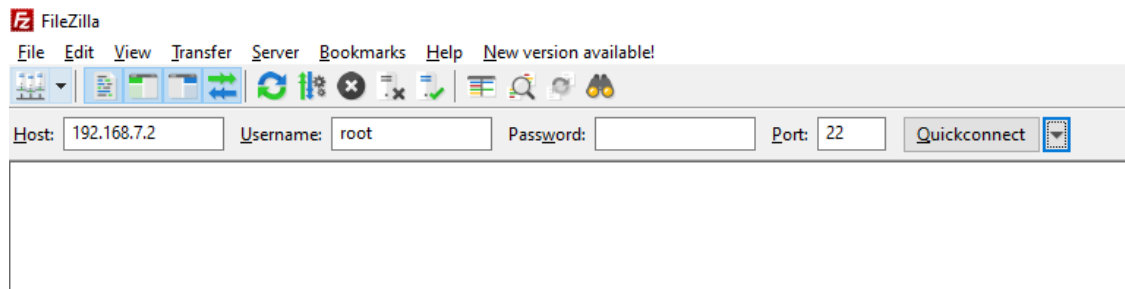 FileZilla
File Edit View Transfer Server Bookmarks Help New version available!
Host: 192.168.7.2 Username: root Password: Port: 22 Quickconnect